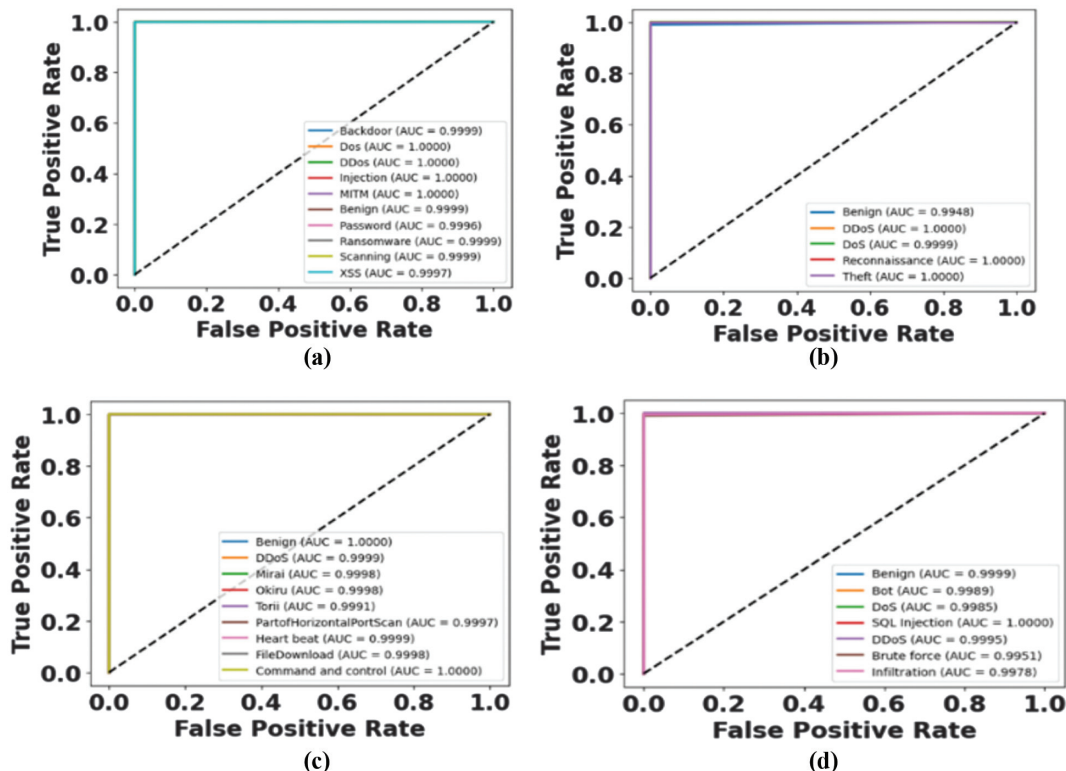 1.0
0.8
0.6
0.4
0.2
0.0
True Positive Rate
Backdoor (AUC = 0.9999)
Dos (AUC = 1.0000)
DDos (AUC = 1.0000)
Injection (AUC = 1.0000)
MITM (AUC = 1.0000)
Benign (AUC = 0.9999)
Password (AUC = 0.9996)
Ransomware (AUC = 0.9999)
Scanning (AUC = 0.9999)
XSS (AUC = 0.9997)
0.0 0.2 0.4 0.6 0.8 1.0
False Positive Rate
(a)
1.0
0.8
0.6
0.4
0.2
0.0
True Positive Rate
Benign (AUC = 0.9948)
DDoS (AUC = 1.0000)
DoS (AUC = 0.9999)
Reconnaissance (AUC = 1.0000)
Theft (AUC = 1.0000)
0.0 0.2 0.4 0.6 0.8 1.0
False Positive Rate
(b)
1.0
0.8
0.6
0.4
0.2
0.0
True Positive Rate
Benign (AUC = 1.0000)
DDoS (AUC = 0.9999)
Mirai (AUC = 0.9998)
Okiru (AUC = 0.9998)
Torii (AUC = 0.9991)
PartofHorizontalPortScan (AUC = 0.9997)
Heart beat (AUC = 0.9999)
FileDownload (AUC = 0.9998)
Command and control (AUC = 1.0000)
0.0 0.2 0.4 0.6 0.8 1.0
False Positive Rate
(c)
1.0
0.8
0.6
0.4
0.2
0.0
True Positive Rate
Benign (AUC = 0.9999)
Bot (AUC = 0.9989)
DoS (AUC = 0.9985)
SQL Injection (AUC = 1.0000)
DDoS (AUC = 0.9995)
Brute force (AUC = 0.9951)
Infiltration (AUC = 0.9978)
0.0 0.2 0.4 0.6 0.8 1.0
False Positive Rate
(d)